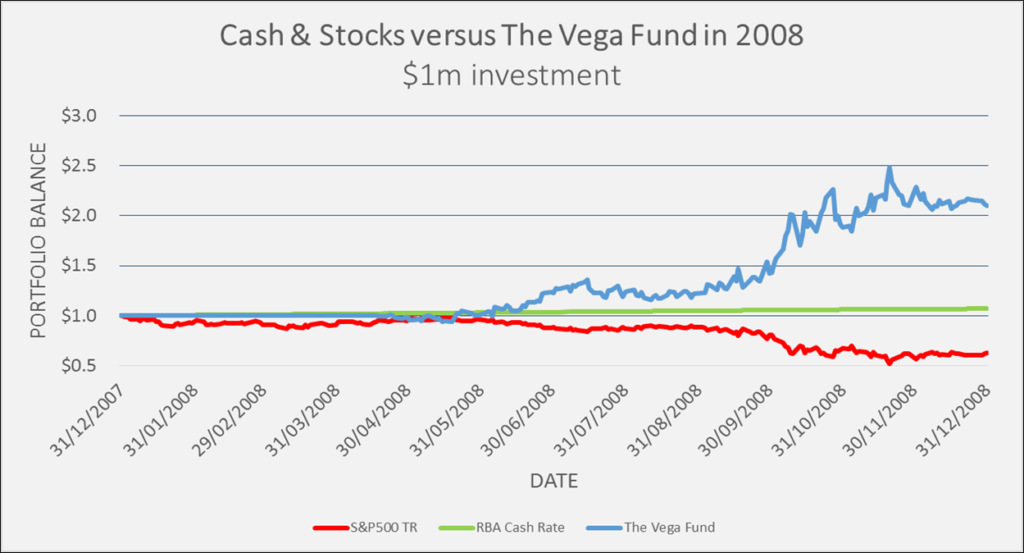 Cash & Stocks versus The Vega Fund in 2008
$1m investment
PORTFOLIO BALANCE
$3.0
$2.5
$2.0
$1.5
$1.0
$0.5
31/12/2007
31/01/2008
29/02/2008
31/03/2008
30/04/2008
31/05/2008
30/06/2008
31/07/2008
31/08/2008
30/09/2008
31/10/2008
30/11/2008
31/12/2008
DATE
S&P500 TR
RBA Cash Rate
The Vega Fund